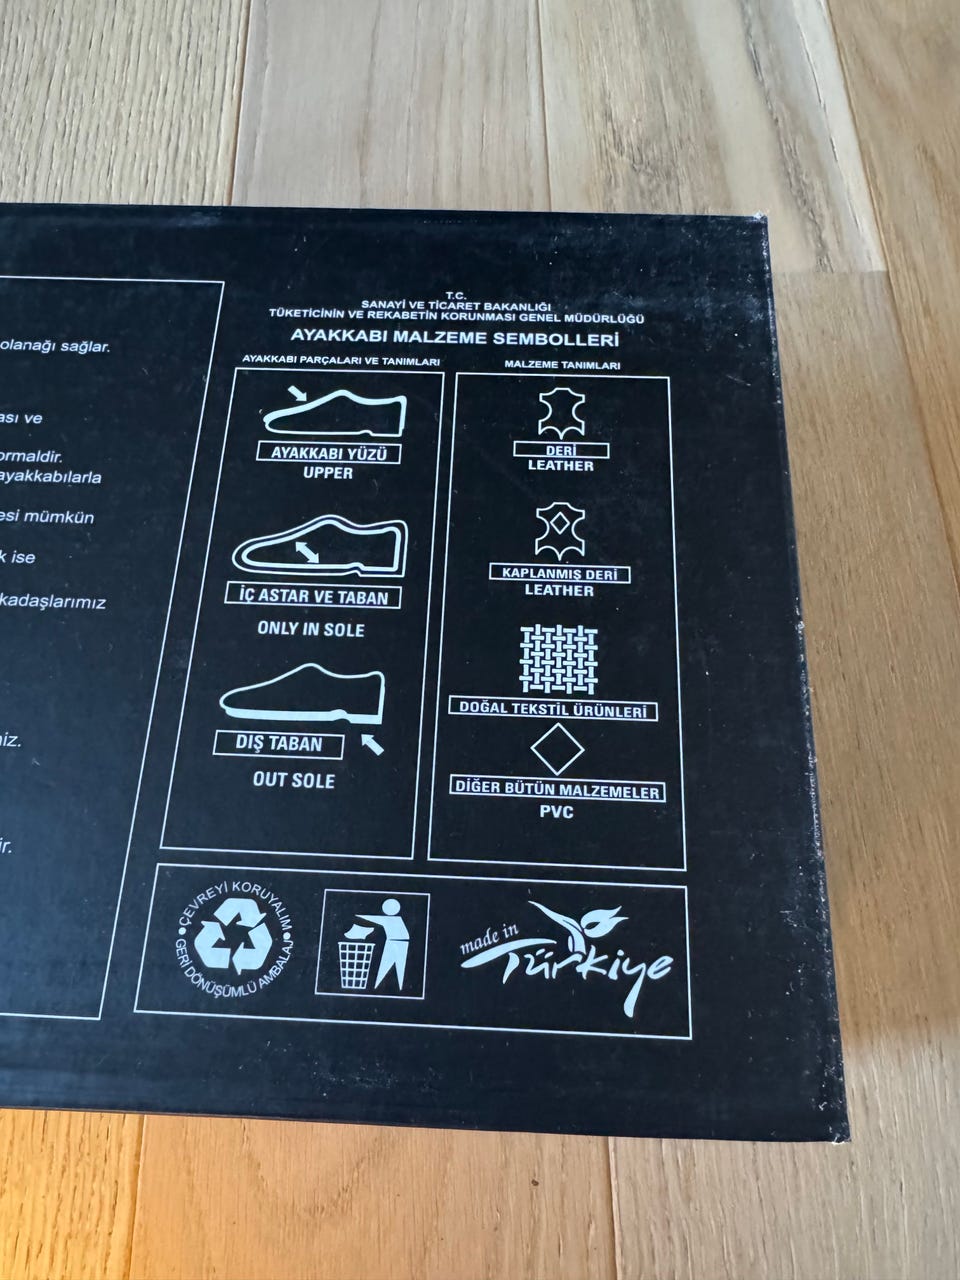 olanağı sağlar.
ası ve
ormaldir.
ayakkabılarla
esi mümkün
k ise
kadaşlarımız
niz.
ir.
T.C.
SANAYİ VE TİCARET BAKANLIĞI
TÜKETİCİNİN VE REKABETİN KORUNMASI GENEL MÜDÜRLÜĞÜ
AYAKKABI MALZEME SEMBOLLERİ
AYAKKABI PARÇALARI VE TANIMLARI
AYAKKABI YÜZÜ
UPPER
İÇ ASTAR VE TABAN
ONLY IN SOLE
DIŞ TABAN
OUT SOLE
MALZEME TANIMLARI
DERİ
LEATHER
KAPLANMIŞ DERİ
LEATHER
DOĞAL TEKSTİL ÜRÜNLERİ
DİĞER BÜTÜN MALZEMELER
PVC
ÇEVREYİ KORUYALIM
GERİ DÖNÜŞÜMLÜ AMBALAJ
made in
Türkiye